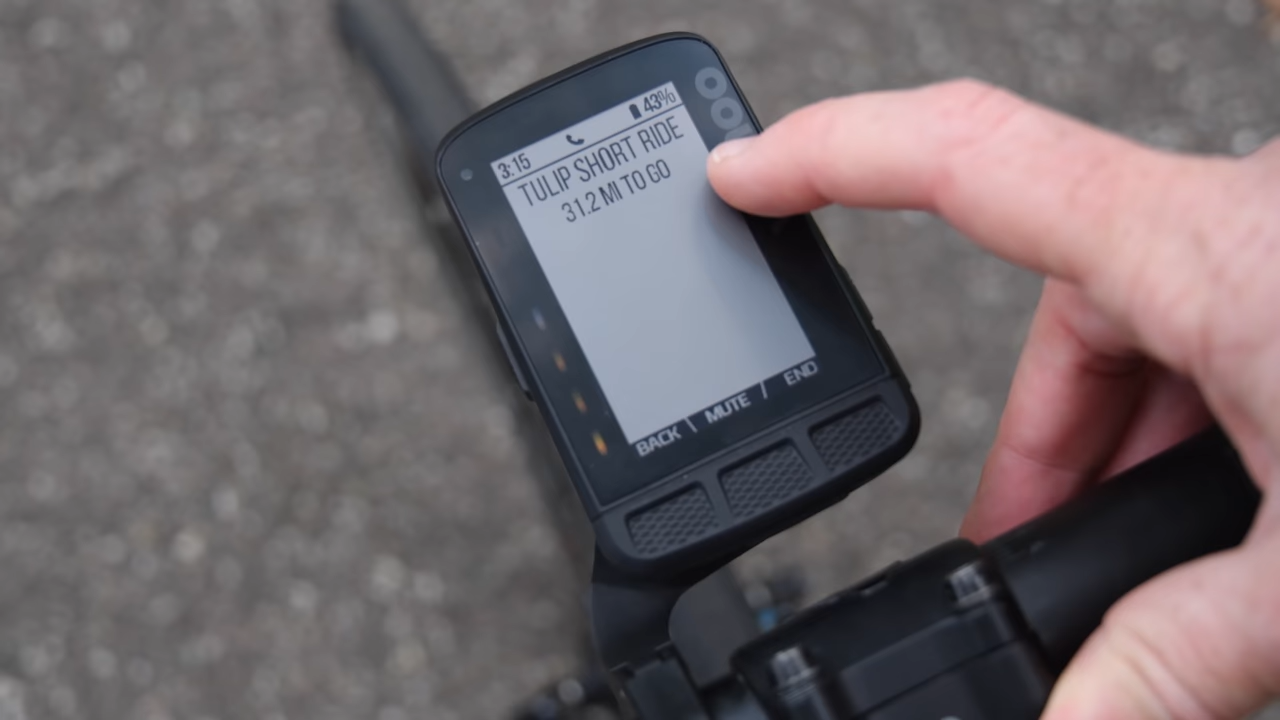 3:15 43%
TULIP SHORT RIDE
31.2 MI TO GO
BACK \ MUTE / END